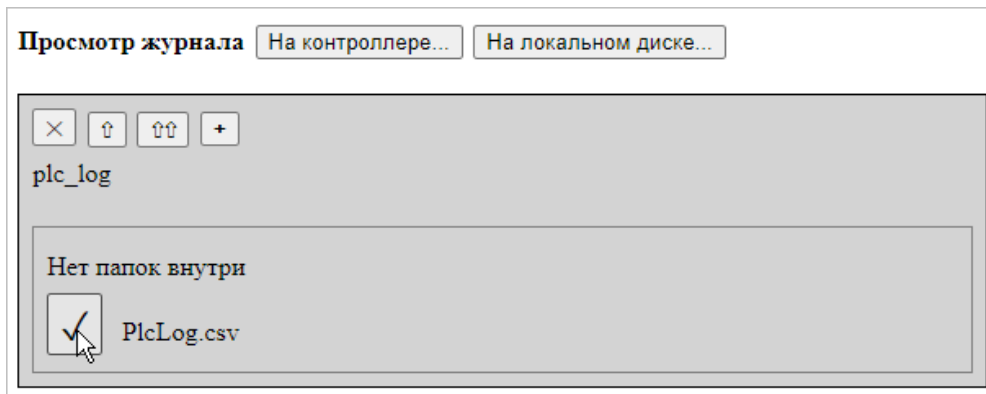 Просмотр журнала На контроллере... На локальном диске...
× ⇧ ⇧⇧ +
plc_log
Нет папок внутри
✓ PlcLog.csv